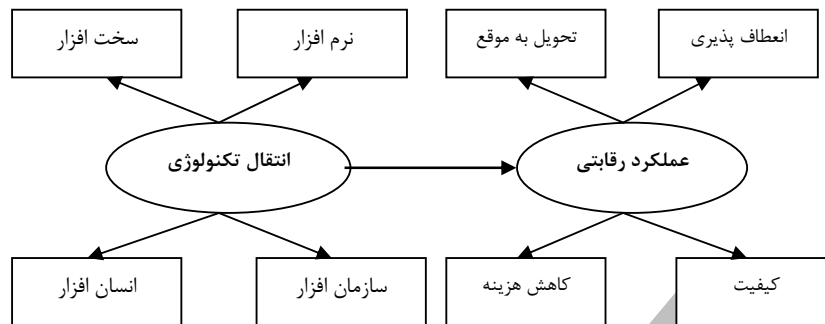 انعطاف پذیری
تحویل به موقع
نرم افزار
سخت افزار
عملکرد رقابتی
انتقال تکنولوژی
کیفیت
کاهش هزینه
سازمان افزار
انسان افزار